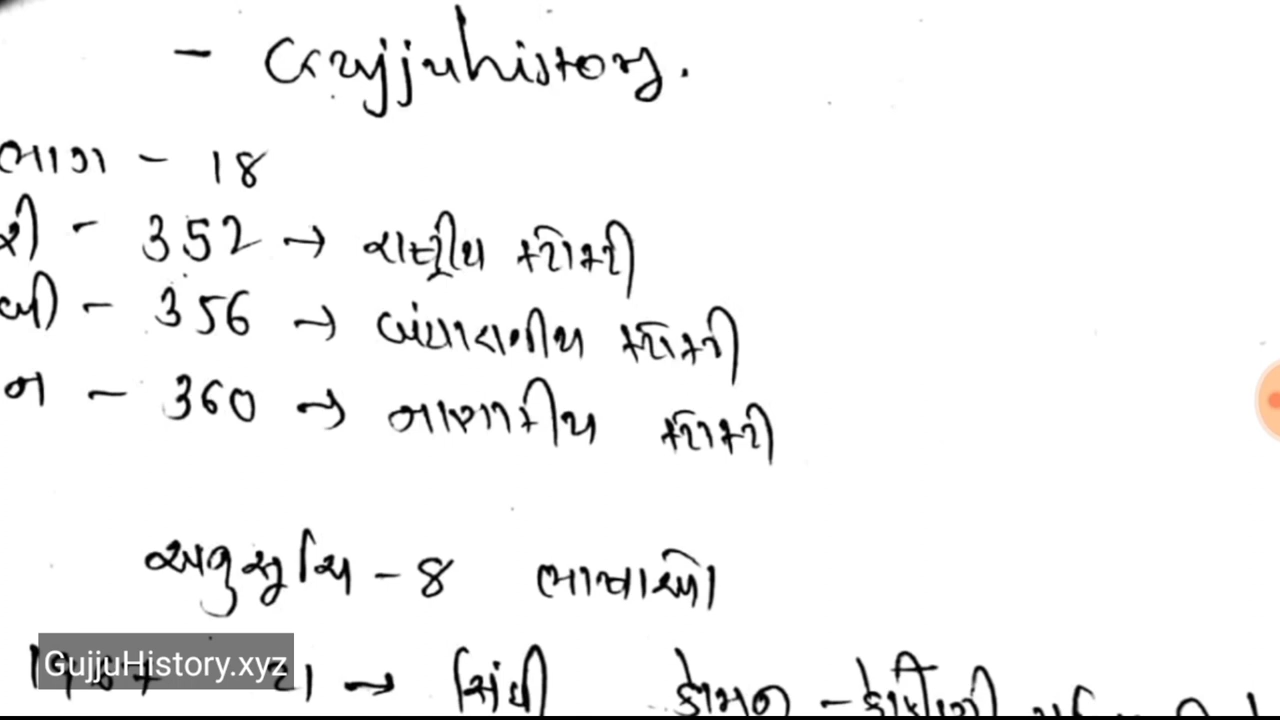 - Gujjuhistory.
ભાગ - 18
રી - 352 → રાષ્ટ્રીય કટોકટી
ધી - 356 → બંધારણીય કટોકટી
ન - 360 → નાણાકીય કટોકટી
અનુસૂચિ - 8 ભાષાઓ
GujjuHistory.xyz
→ સિંધી